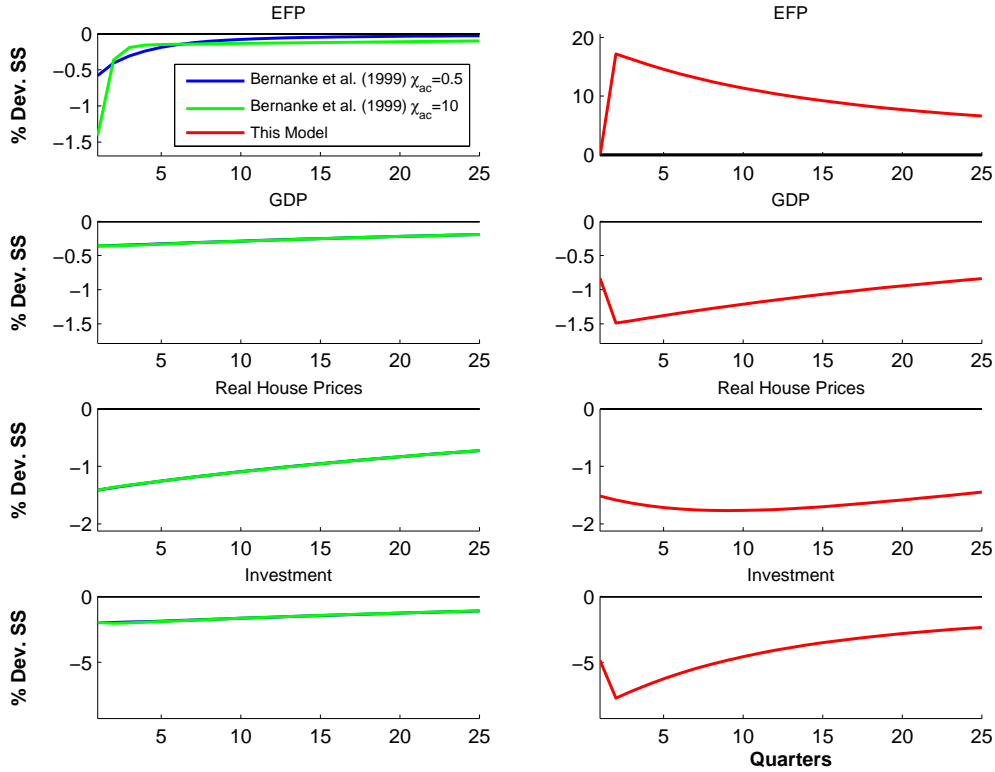 EFP
% Dev. SS
0
−0.5
−1
−1.5
5 10 15 20 25
Bernanke et al. (1999) χac=0.5
Bernanke et al. (1999) χac=10
This Model
EFP
20
10
0
5 10 15 20 25
GDP
% Dev. SS
0
−0.5
−1
−1.5
5 10 15 20 25
GDP
0
−0.5
−1
−1.5
5 10 15 20 25
Real House Prices
% Dev. SS
0
−1
−2
5 10 15 20 25
Real House Prices
0
−1
−2
5 10 15 20 25
Investment
% Dev. SS
0
−5
5 10 15 20 25
Investment
0
−5
5 10 15 20 25
Quarters